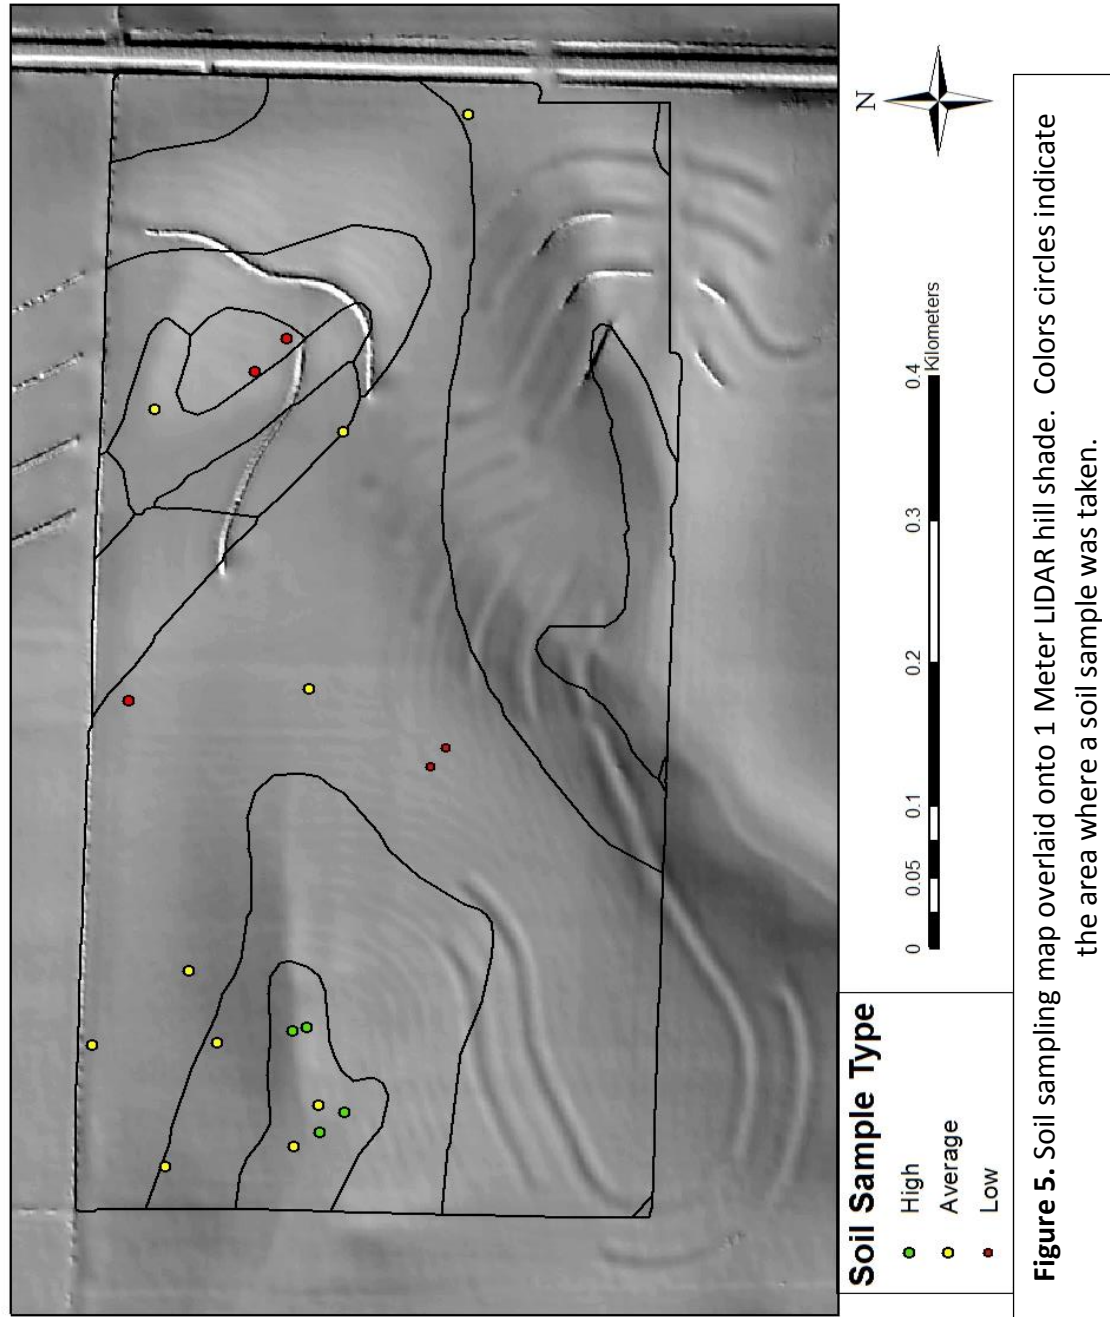 N
0 0.05 0.1 0.2 0.3 0.4
Kilometers
Soil Sample Type
High
Average
Low
Figure 5. Soil sampling map overlaid onto 1 Meter LIDAR hill shade. Colors circles indicate
the area where a soil sample was taken.